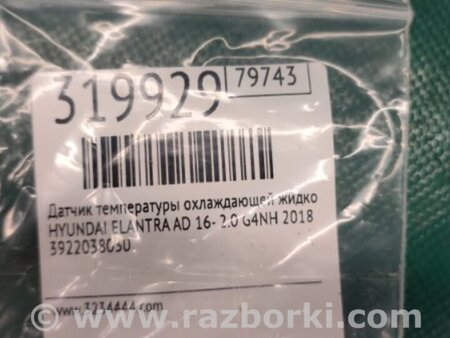 319929 79743
Датчик температуры охлаждающей жидко
HYUNDAI ELANTRA AD 16- 2.0 G4NH 2018
3922038030
www.3234444.com
www.razborki.com